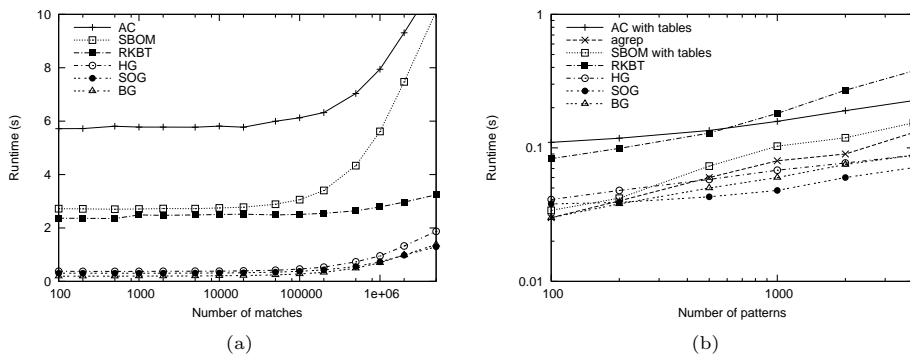 10
8
6
4
2
0
Runtime (s)
AC
SBOM
RKBT
HG
SOG
BG
100
1000
10000
100000
1e+06
Number of matches
(a)
1
0.1
0.01
Runtime (s)
AC with tables
agrep
SBOM with tables
RKBT
HG
SOG
BG
100
1000
Number of patterns
(b)